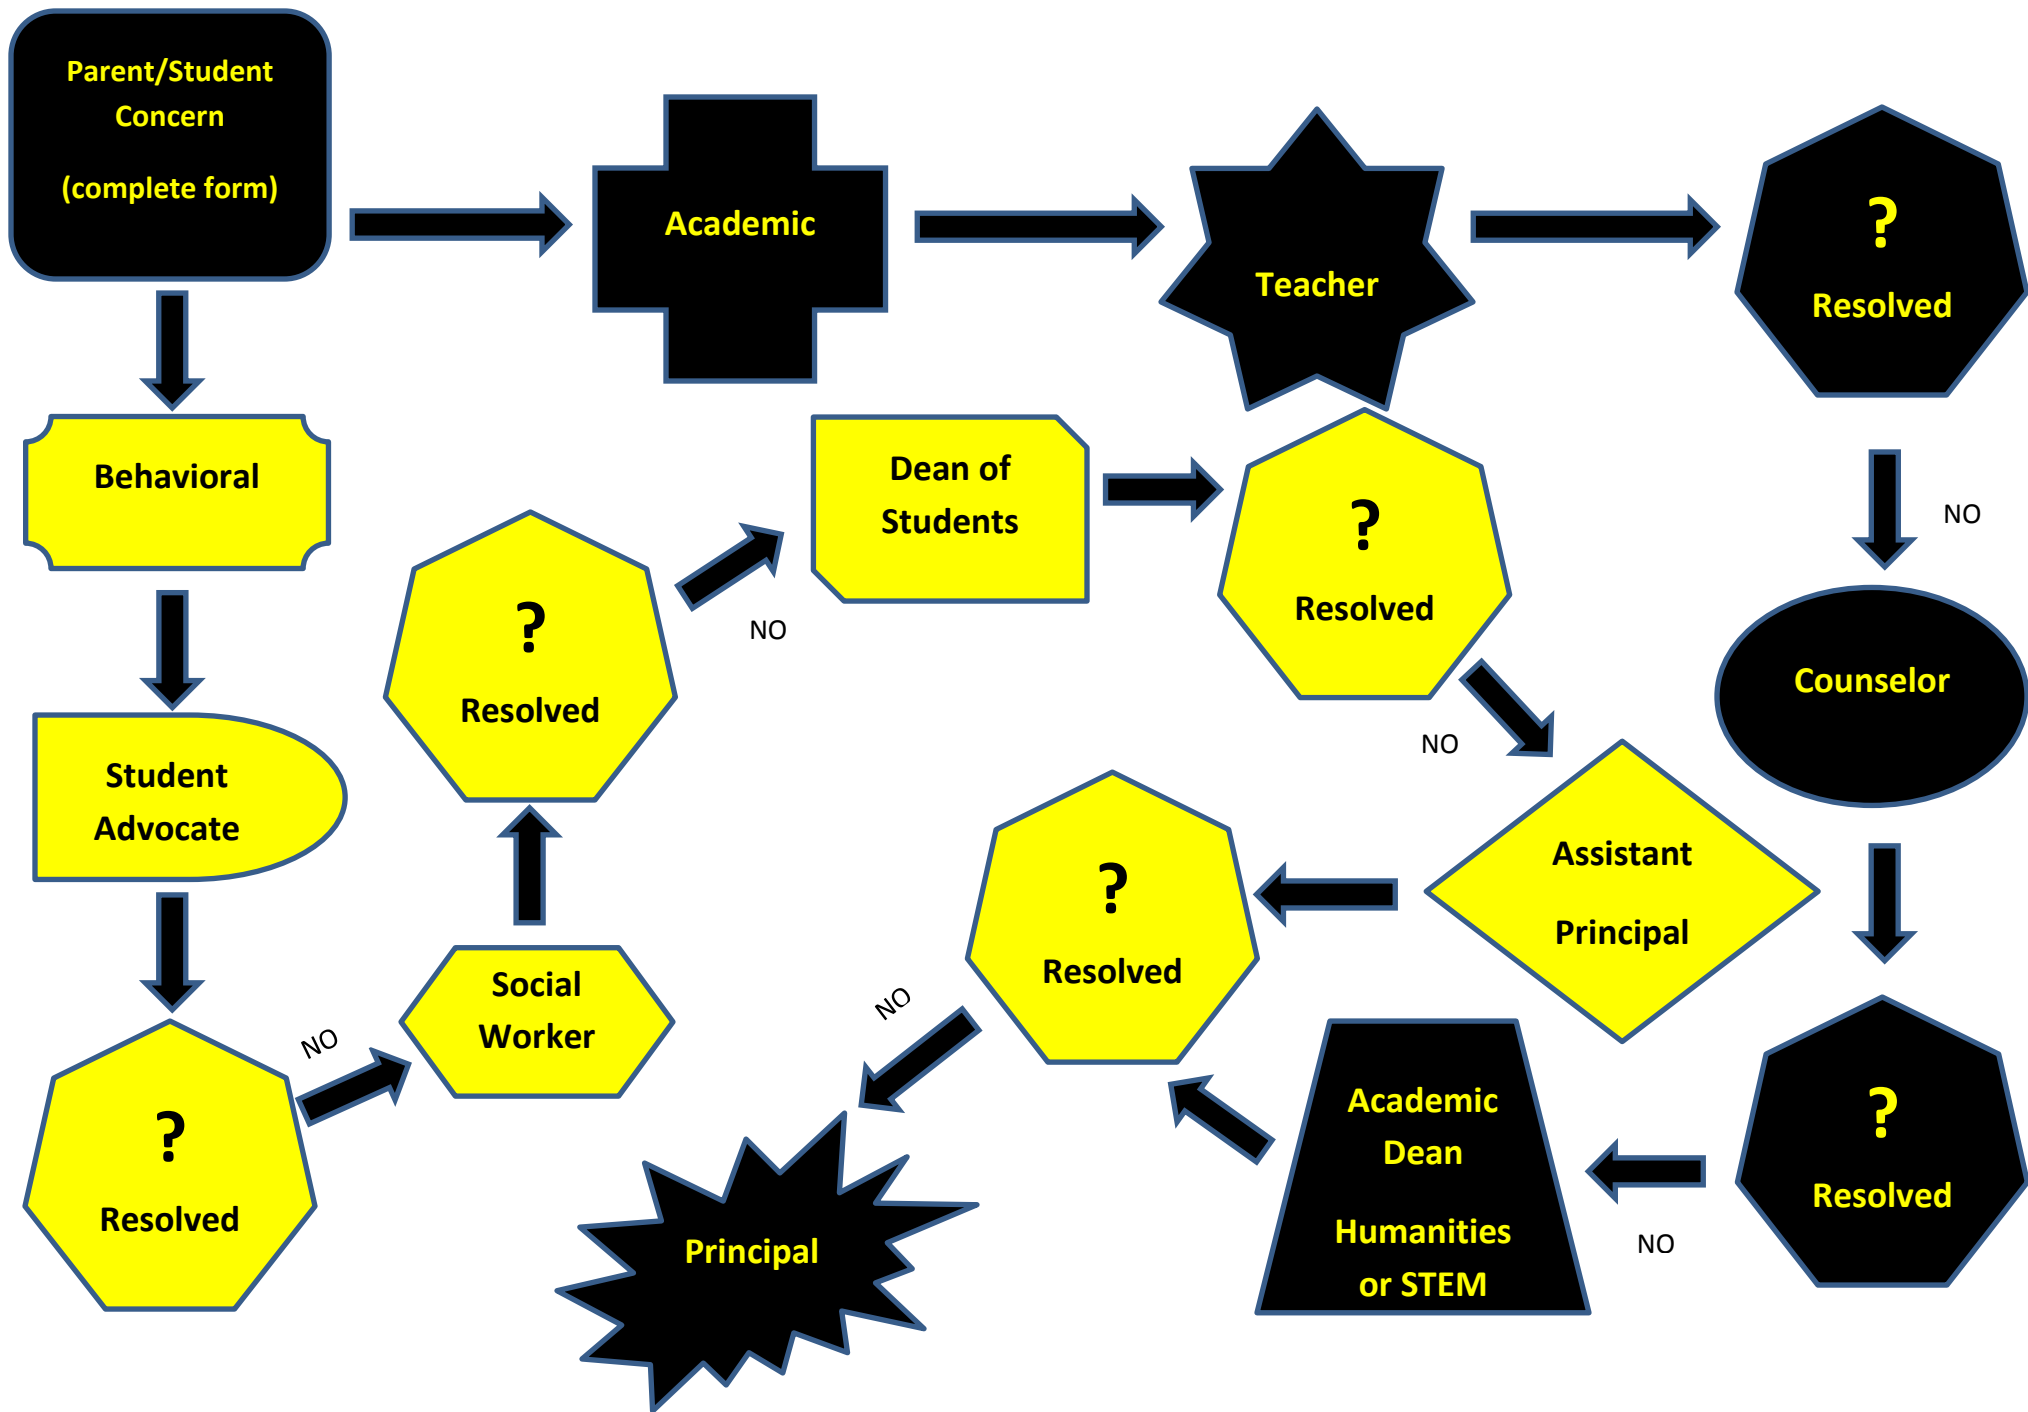 Parent/Student
Concern
(complete form)
Academic
Teacher
?
Resolved
NO
Counselor
?
Resolved
NO
Academic
Dean
Humanities
or STEM
Behavioral
Student
Advocate
?
Resolved
NO
Social
Worker
?
Resolved
NO
Dean of
Students
?
Resolved
NO
Assistant
Principal
?
Resolved
NO
Principal